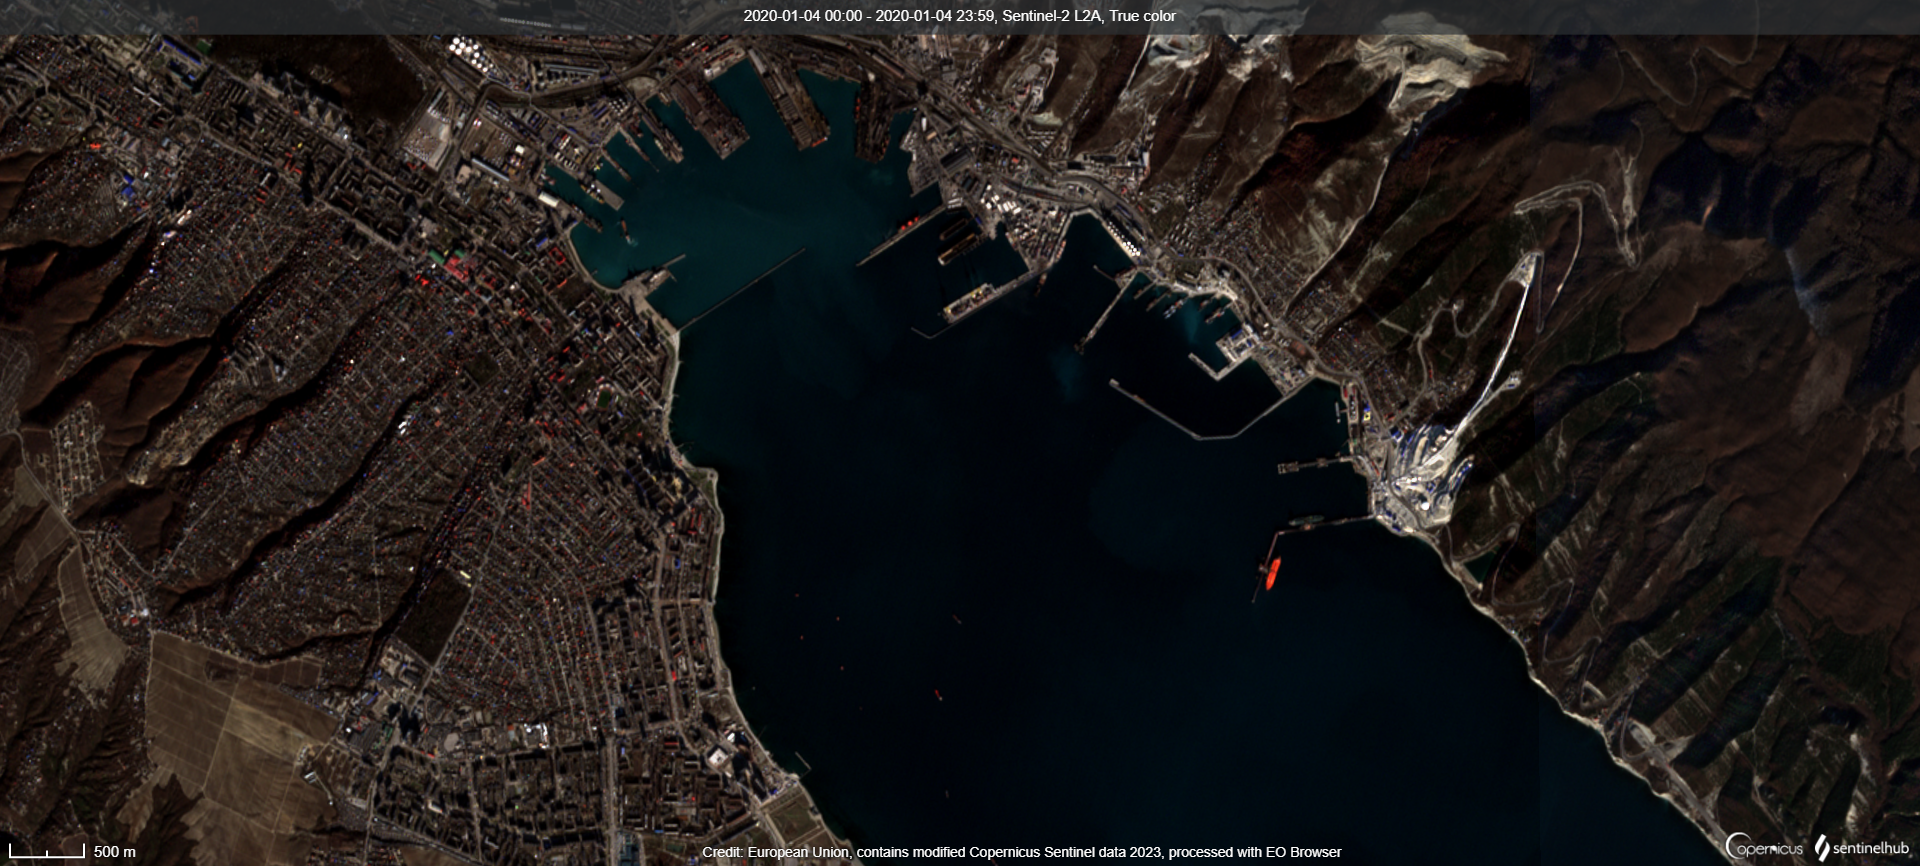 2020-01-04 00:00 - 2020-01-04 23:59, Sentinel-2 L2A, True color
500 m
Credit: European Union, contains modified Copernicus Sentinel data 2023, processed with EO Browser
Copernicus
sentinelhub